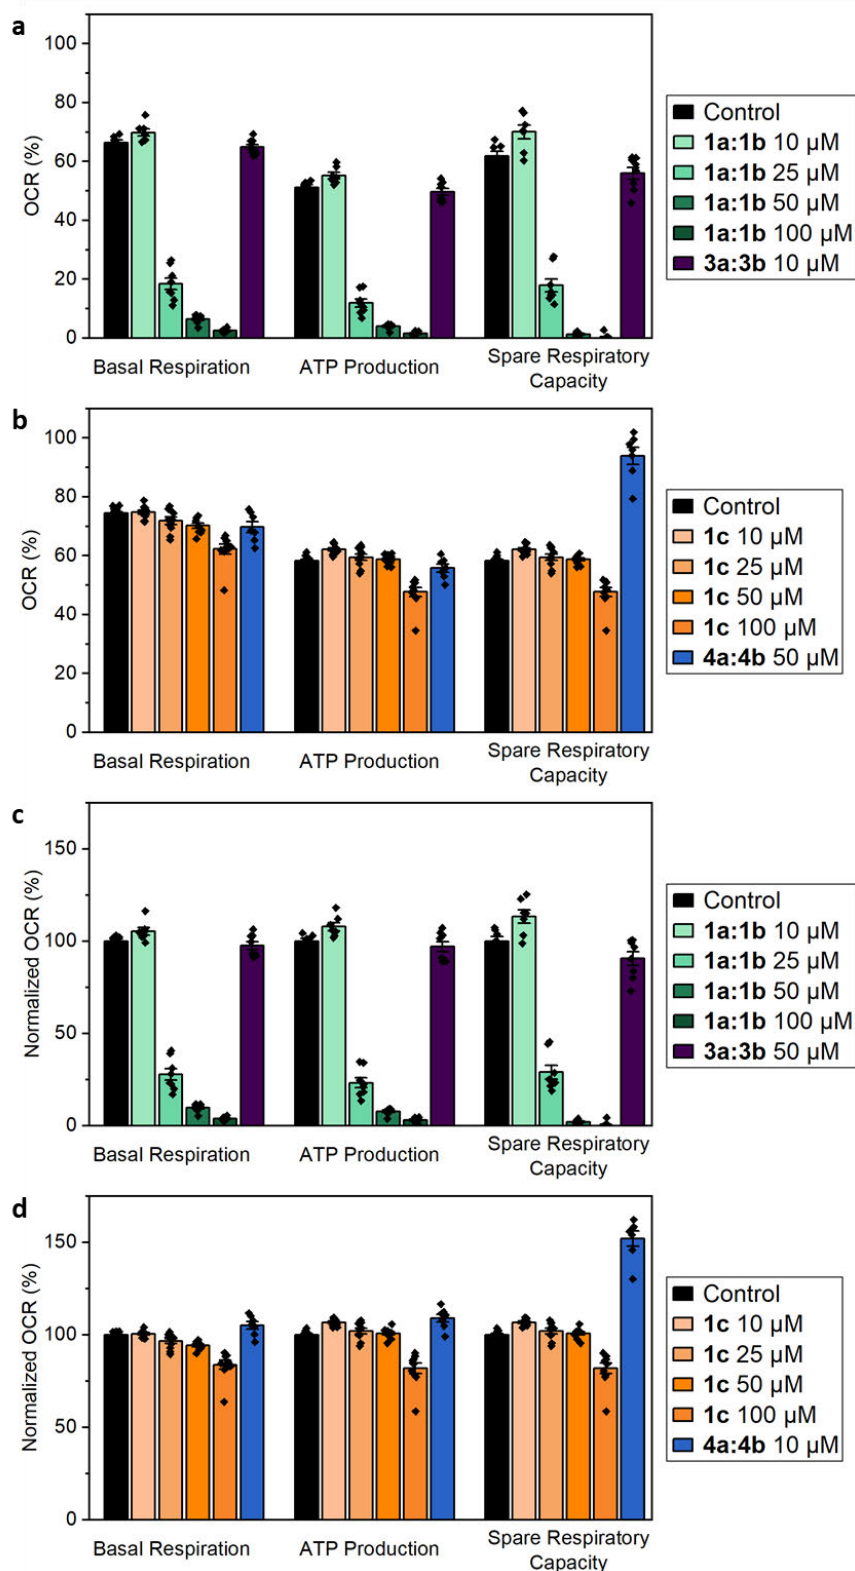 a
100
80
60
40
20
0
OCR (%)
Basal Respiration
ATP Production
Spare Respiratory
Capacity
Control
1a:1b 10 µM
1a:1b 25 µM
1a:1b 50 µM
1a:1b 100 µM
3a:3b 10 µM
b
100
80
60
40
20
0
OCR (%)
Basal Respiration
ATP Production
Spare Respiratory
Capacity
Control
1c 10 µM
1c 25 µM
1c 50 µM
1c 100 µM
4a:4b 50 µM
c
150
100
50
0
Normalized OCR (%)
Basal Respiration
ATP Production
Spare Respiratory
Capacity
Control
1a:1b 10 µM
1a:1b 25 µM
1a:1b 50 µM
1a:1b 100 µM
3a:3b 50 µM
d
150
100
50
0
Normalized OCR (%)
Basal Respiration
ATP Production
Spare Respiratory
Capacity
Control
1c 10 µM
1c 25 µM
1c 50 µM
1c 100 µM
4a:4b 10 µM